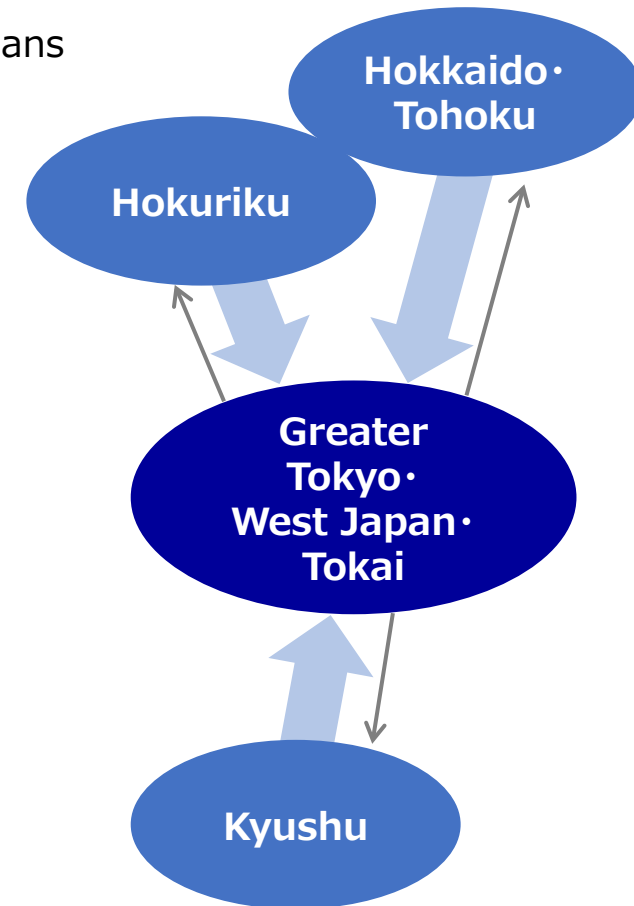 ans
Hokkaido･
Tohoku
Hokuriku
Greater
Tokyo･
West Japan･
Tokai
Kyushu